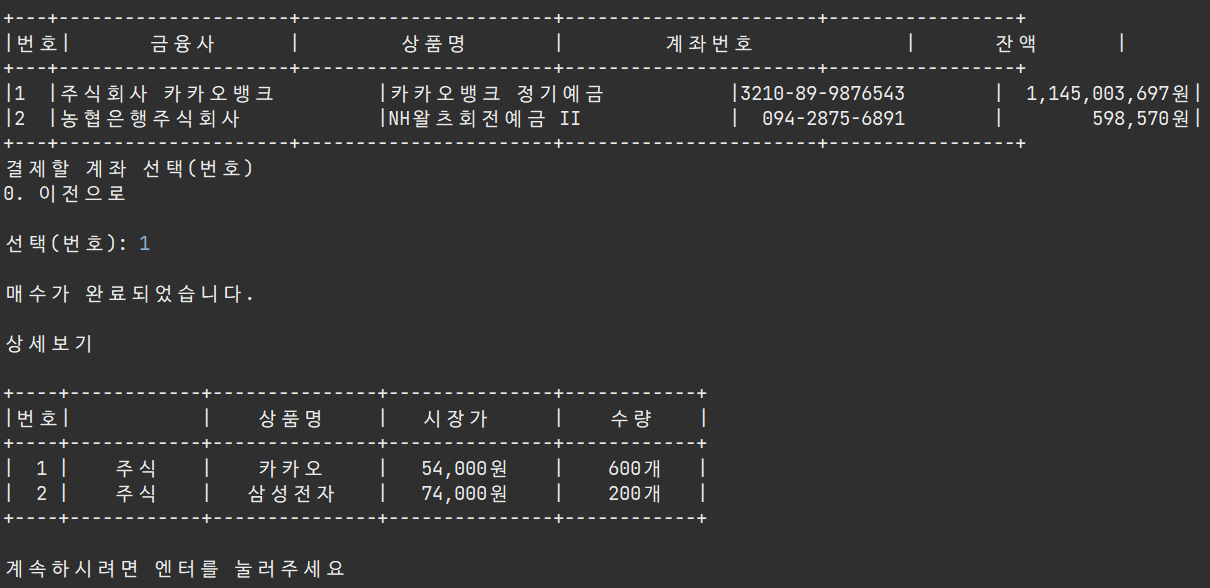 +---+---------------------+-----------------------+-----------------------+-----------------+
|번호|       금융사       |         상품명        |         계좌번호              |       잔액       |
+---+---------------------+-----------------------+-----------------------+-----------------+
|1  |주식회사 카카오뱅크         |카카오뱅크 정기예금           |3210-89-9876543        |  1,145,003,697원|
|2  |농협은행주식회사            |NH왈츠회전예금 II             |  094-2875-6891        |        598,570원|
+---+---------------------+-----------------------+-----------------------+-----------------+
결제할 계좌 선택(번호)
0. 이전으로
선택(번호): 1
매수가 완료되었습니다.
상세보기
+----+------------+---------------+---------------+------------+
|번호|            |    상품명     |   시장가      |    수량    |
+----+------------+---------------+---------------+------------+
|  1 |    주식    |    카카오     |   54,000원    |    600개   |
|  2 |    주식    |   삼성전자    |   74,000원    |    200개   |
+----+------------+---------------+---------------+------------+
계속하시려면 엔터를 눌러주세요